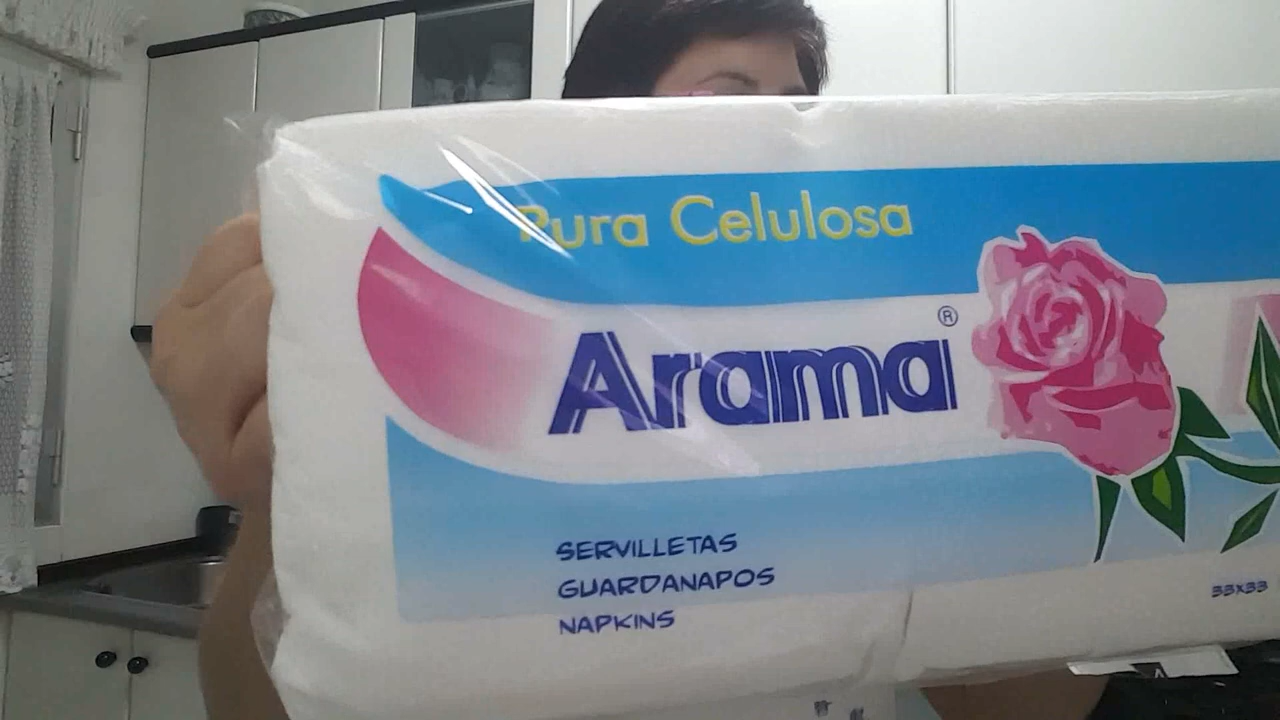 Pura Celulosa
Arama®
SERVILLETAS
GUARDANAPOS
NAPKINS
33X33